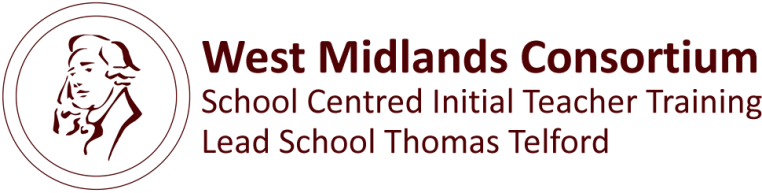 West Midlands Consortium
School Centred Initial Teacher Training
Lead School Thomas Telford